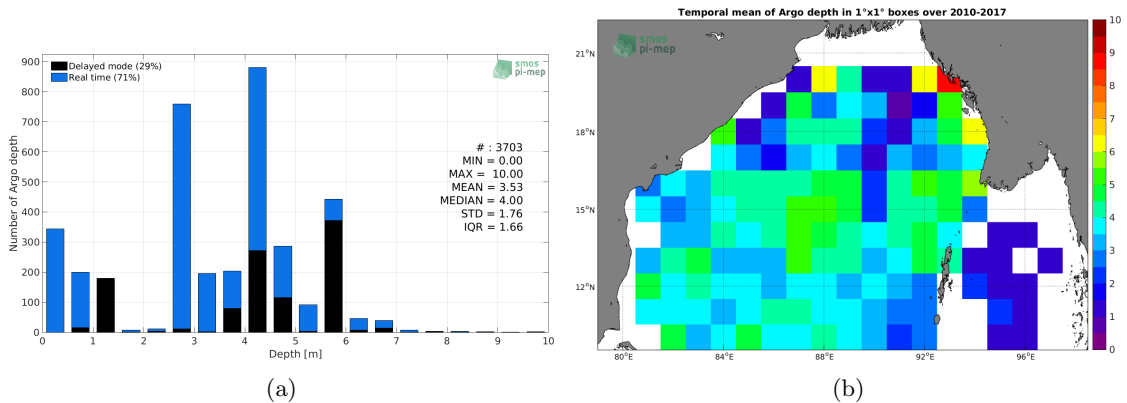 Delayed mode (29%)
Real time (71%)
smos
pi-mep
# : 3703
MIN = 0.00
MAX = 10.00
MEAN = 3.53
MEDIAN = 4.00
STD = 1.76
IQR = 1.66
Number of Argo depth
900
800
700
600
500
400
300
200
100
0
0 1 2 3 4 5 6 7 8 9 10
Depth [m]
(a)
Temporal mean of Argo depth in 1°x1° boxes over 2010-2017
smos
pi-mep
21°N
18°N
15°N
12°N
80°E 84°E 88°E 92°E 96°E
10
9
8
7
6
5
4
3
2
1
0
(b)